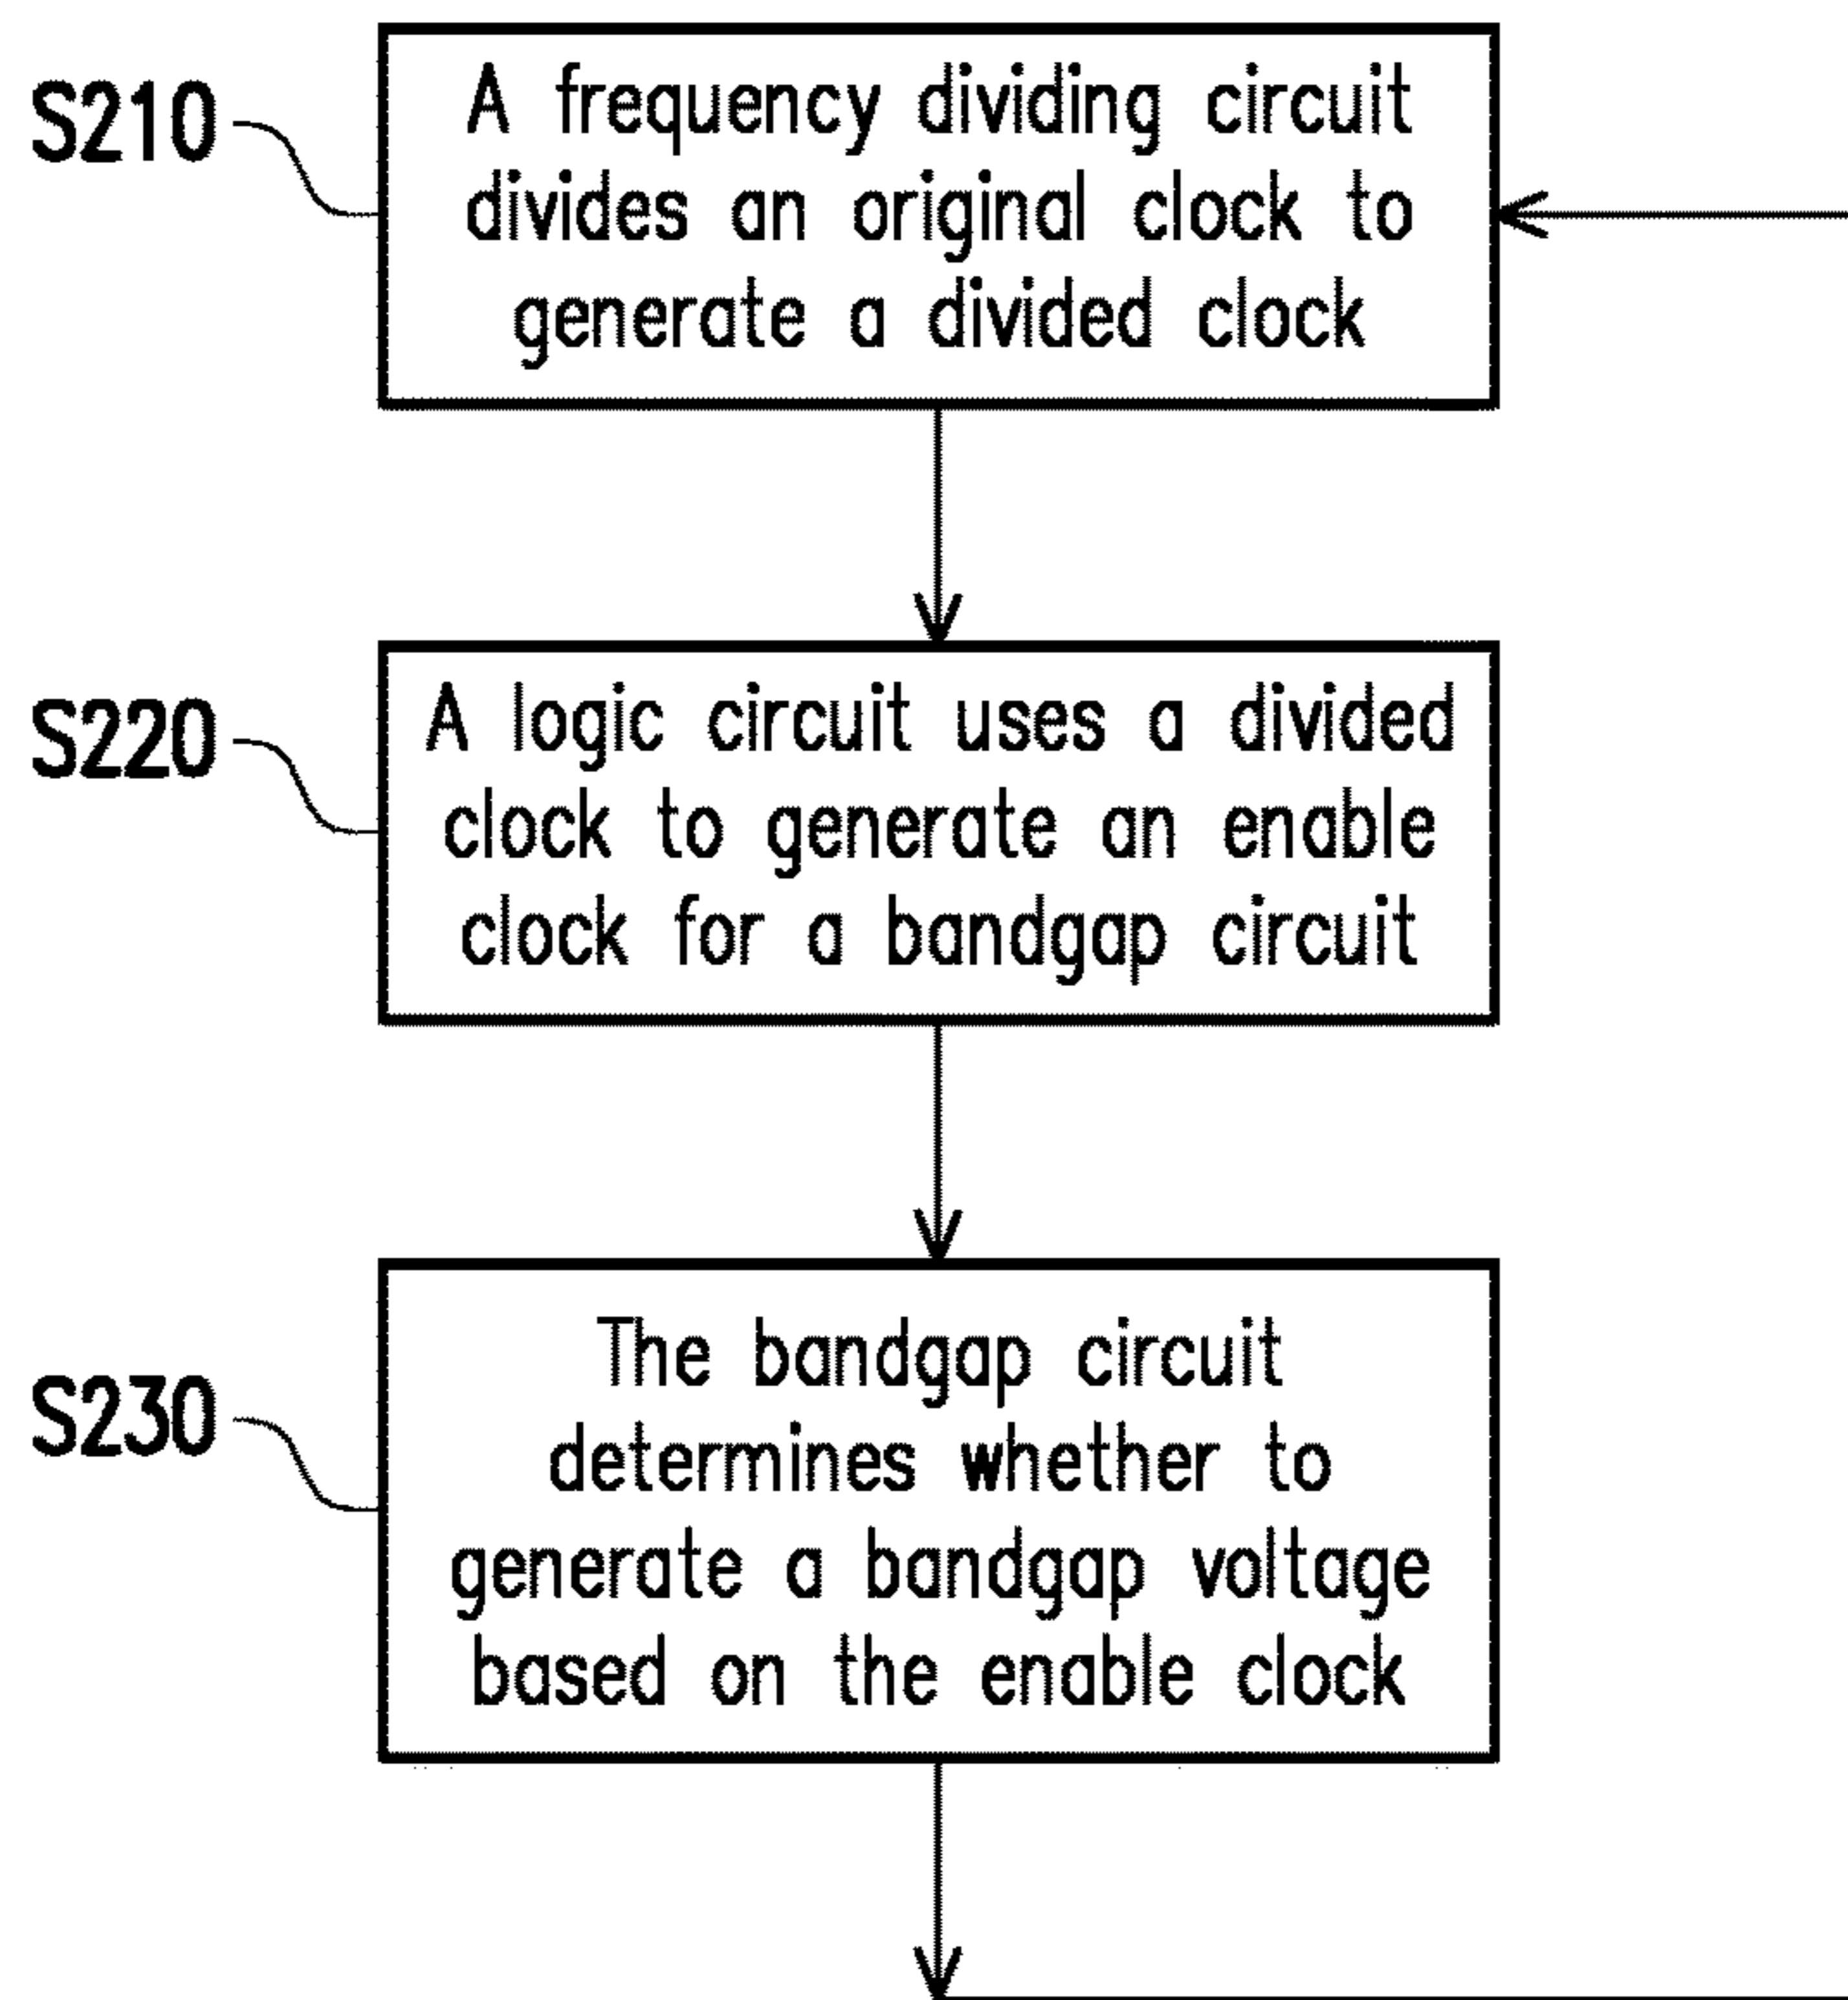 S210
A frequency dividing circuit
divides an original clock to
generate a divided clock
S220
A logic circuit uses a divided
clock to generate an enable
clock for a bandgap circuit
S230
The bandgap circuit
determines whether to
generate a bandgap voltage
based on the enable clock